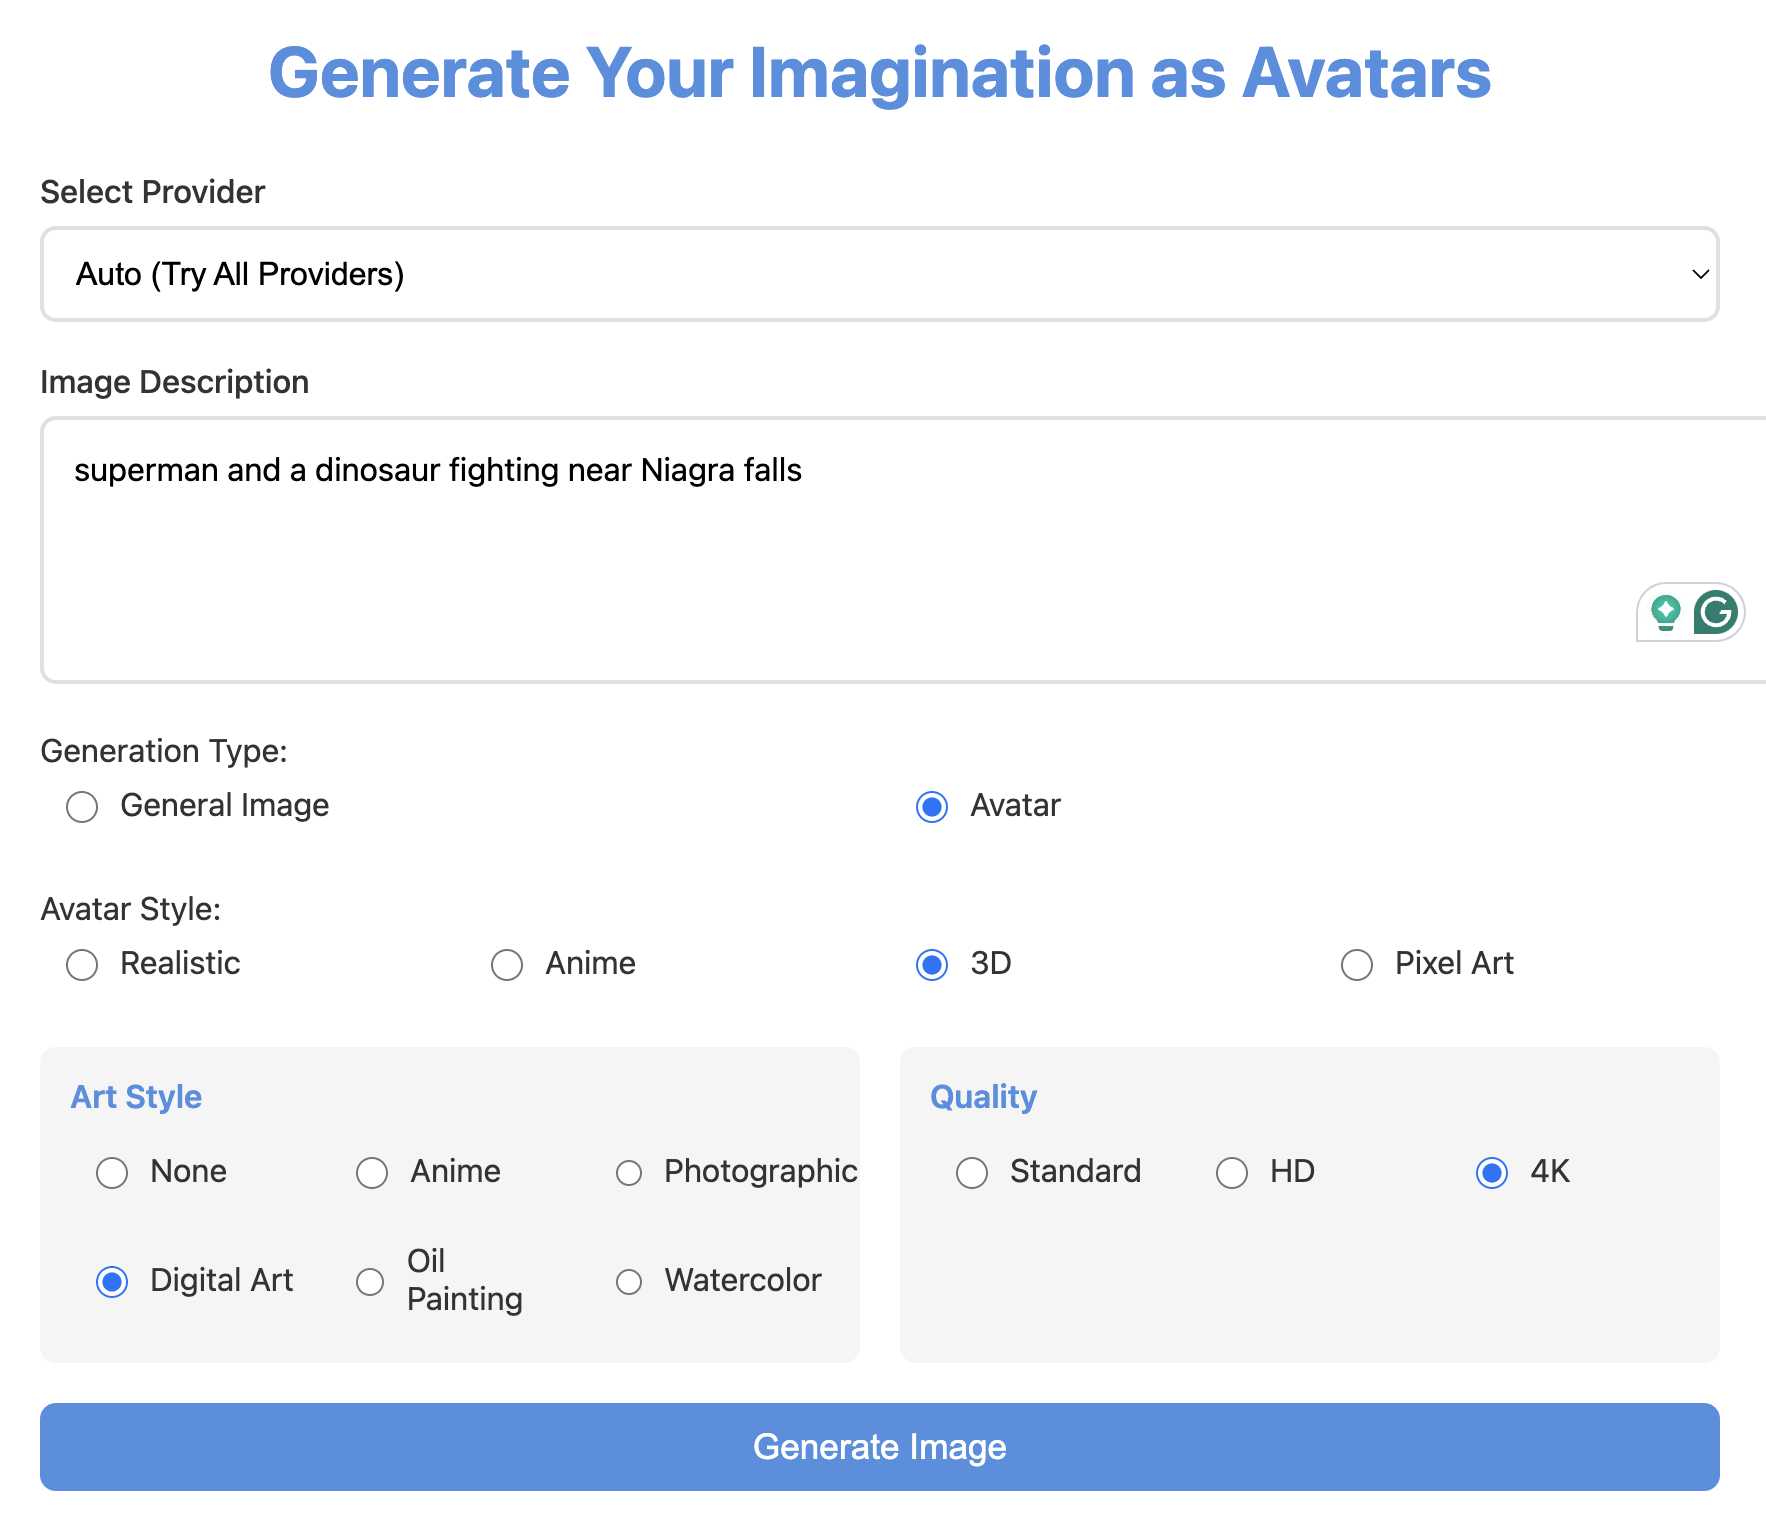 Generate Your Imagination as Avatars
Select Provider
Auto (Try All Providers)
Image Description
superman and a dinosaur fighting near Niagra falls
Generation Type:
General Image
Avatar
Avatar Style:
Realistic
Anime
3D
Pixel Art
Art Style
None
Anime
Photographic
Digital Art
Oil
Painting
Watercolor
Quality
Standard
HD
4K
Generate Image